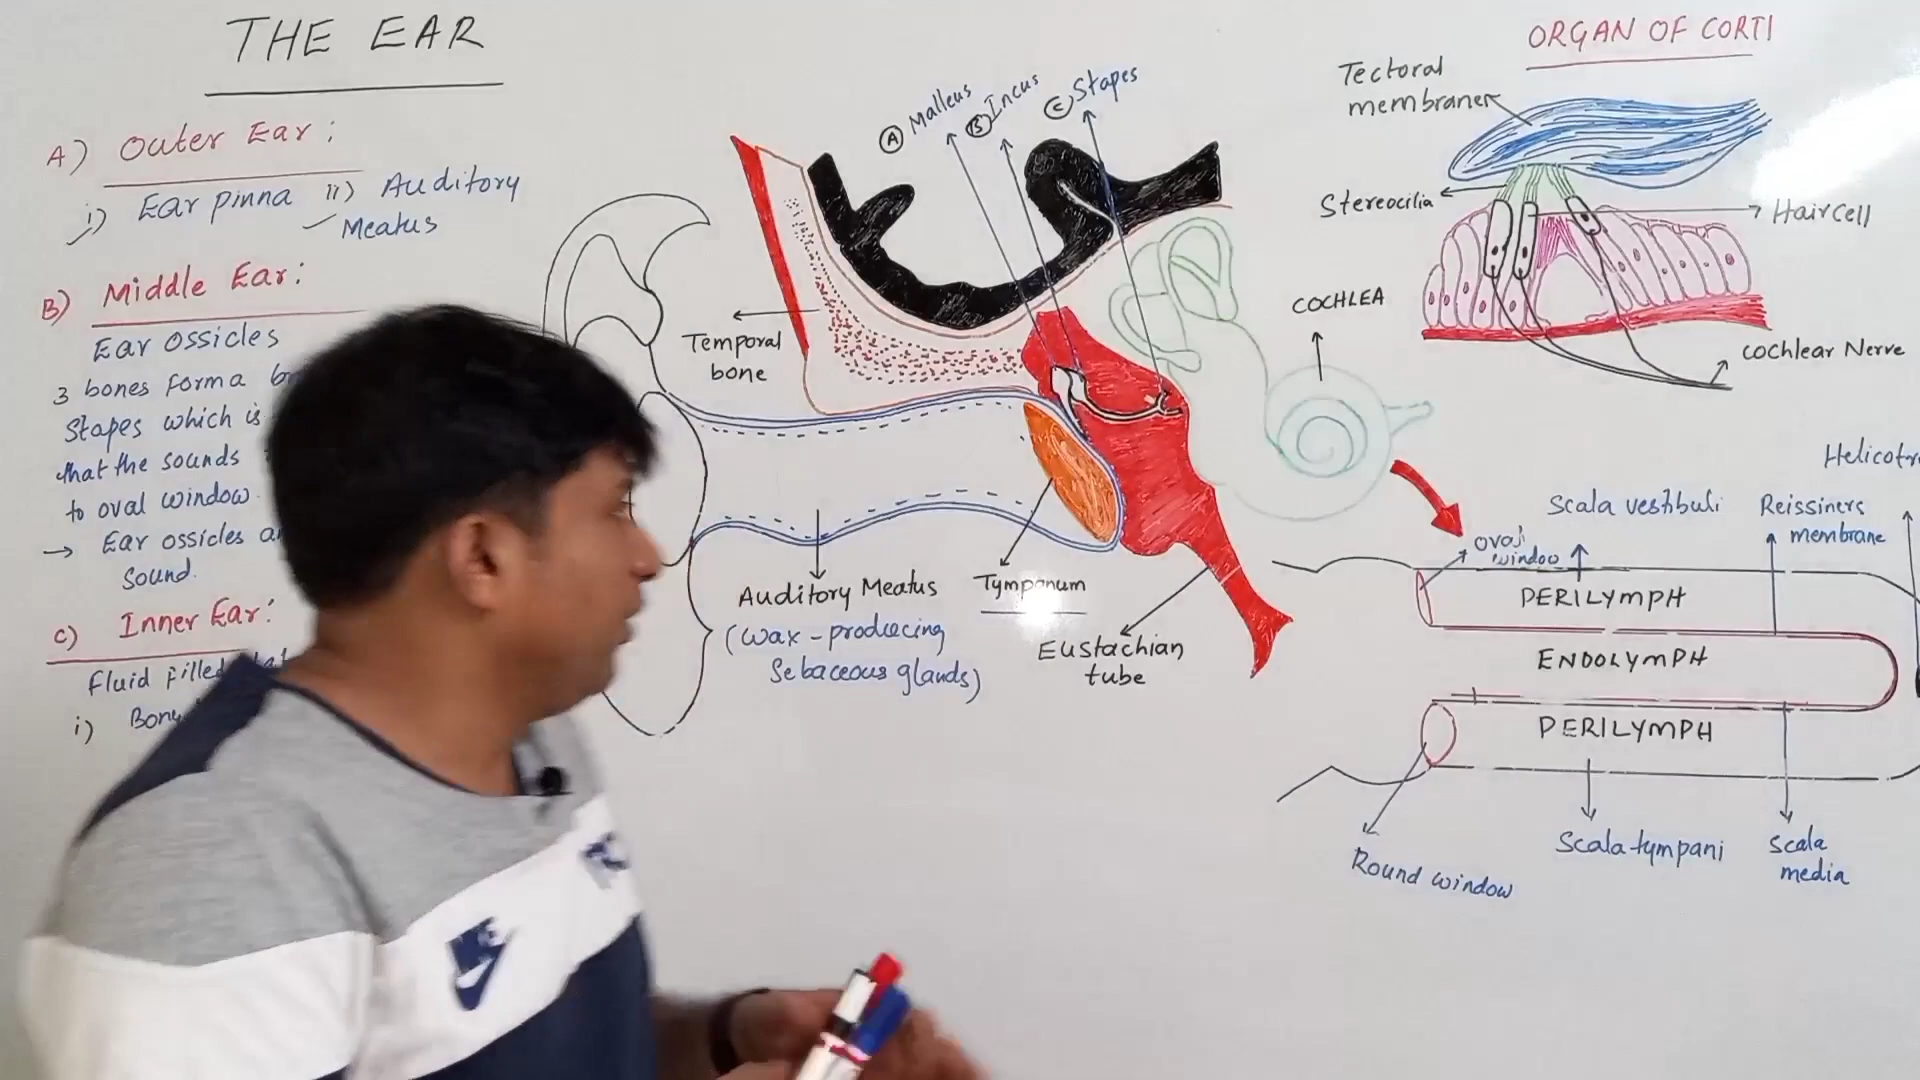 THE EAR
A) Outer Ear:
i) Ear pinna ii) Auditory
Meatus
B) Middle Ear:
Ear ossicles
3 bones form a
Stapes which is
that the sounds
to oval window.
→ Ear ossicles
Sound.
C) Inner Ear:
Fluid filled
i) Bony
A Malleus
B Incus
C Stapes
Temporal
bone
COCHLEA
Auditory Meatus
(Wax-producing
Sebaceous glands)
Tympanum
Eustachian
tube
ORGAN OF CORTI
Tectoral
membrane
Stereocilia
Hair cell
Cochlear Nerve
Scala vestibuli
Reissiners
membrane
oval
window
PERILYMPH
ENDOLYMPH
PERILYMPH
Round window
Scala tympani
Scala
media